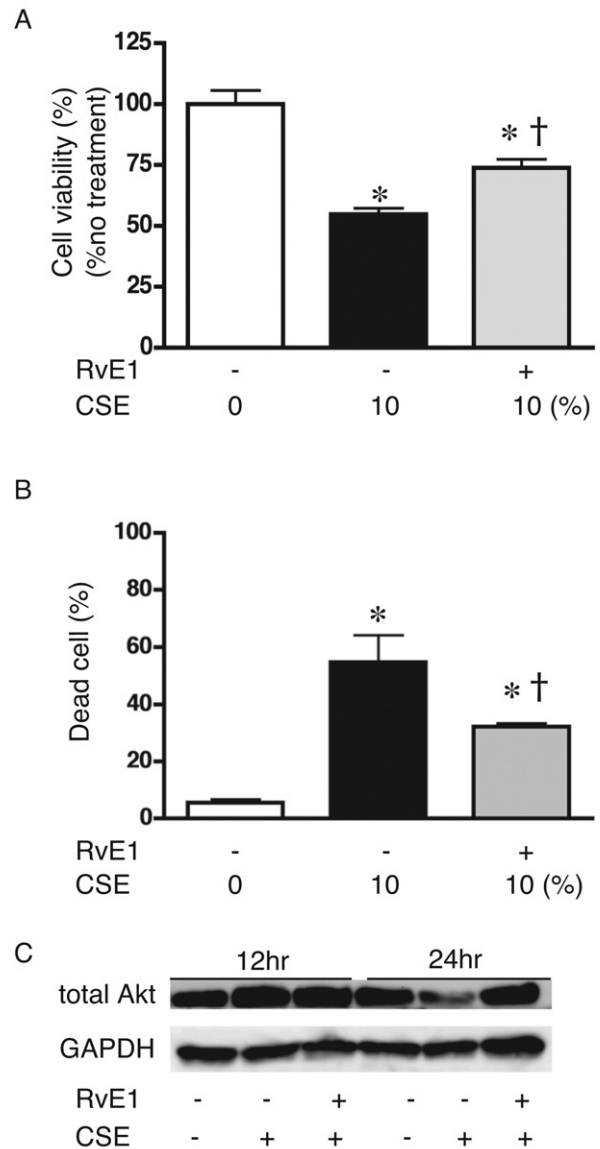 A
Cell viability (%)
(%no treatment)
125
100
75
50
25
0
*
* †
RvE1 - - +
CSE 0 10 10 (%)
B
Dead cell (%)
100
80
60
40
20
0
*
* †
RvE1 - - +
CSE 0 10 10 (%)
C
12hr 24hr
total Akt
GAPDH
RvE1 - - + - - +
CSE - + + - + +